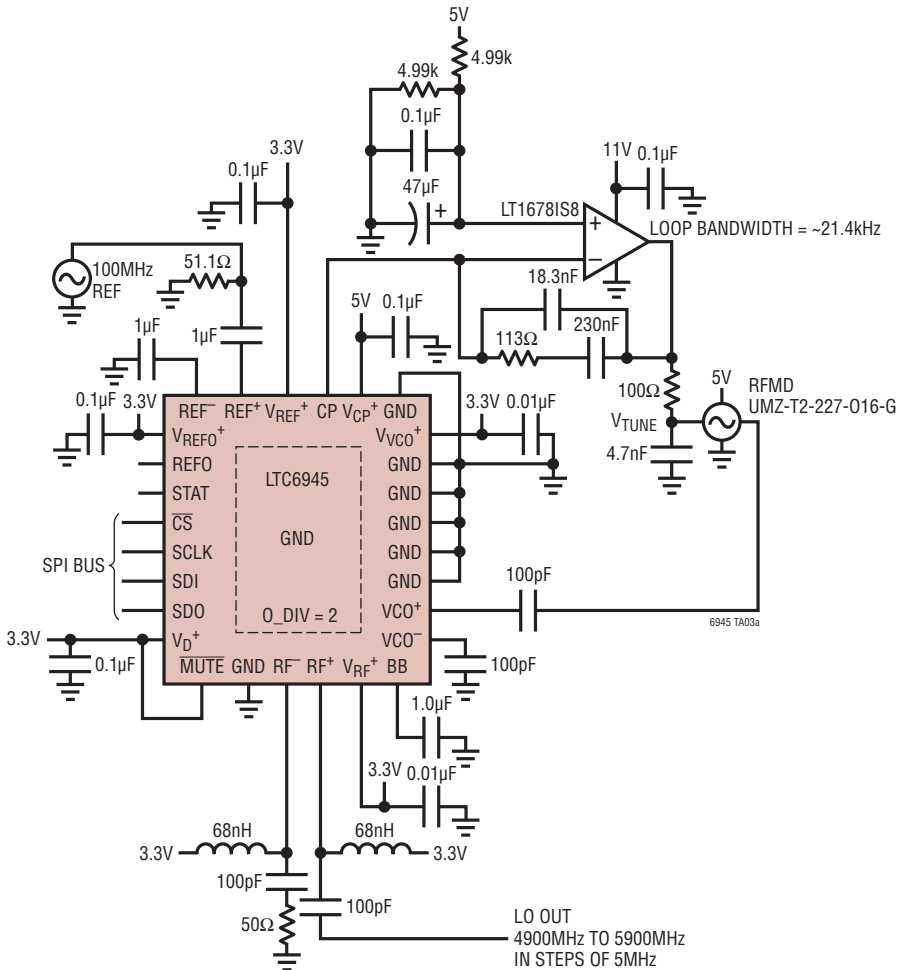 5V
4.99k
4.99k
0.1µF
47µF
+
3.3V
0.1µF
11V
0.1µF
LT1678IS8
+
–
LOOP BANDWIDTH = ~21.4kHz
100MHz
REF
51.1Ω
1µF
1µF
5V
0.1µF
18.3nF
113Ω
230nF
100Ω
VTUNE
4.7nF
5V
RFMD
UMZ-T2-227-O16-G
0.1µF
3.3V
REF–
REF+
VREF+
CP
VCP+
GND
3.3V
0.01µF
VREFO+
REFO
STAT
CS
SCLK
SDI
SDO
VD+
SPI BUS
3.3V
0.1µF
LTC6945
GND
O_DIV = 2
VVCO+
GND
GND
GND
GND
GND
VCO+
VCO–
100pF
100pF
6945 TA03a
MUTE
GND
RF–
RF+
VRF+
BB
1.0µF
3.3V
0.01µF
68nH
3.3V
68nH
3.3V
100pF
50Ω
100pF
LO OUT
4900MHz TO 5900MHz
IN STEPS OF 5MHz